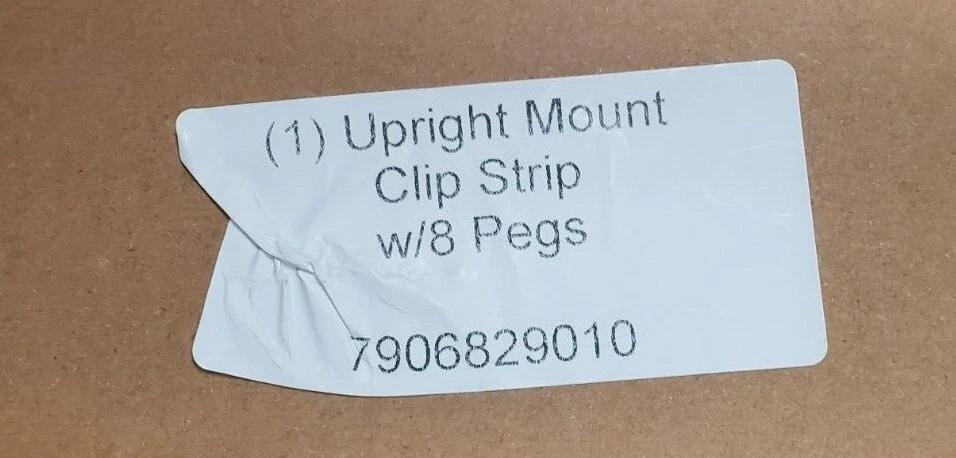 (1) Upright Mount
Clip Strip
w/8 Pegs
7906829010